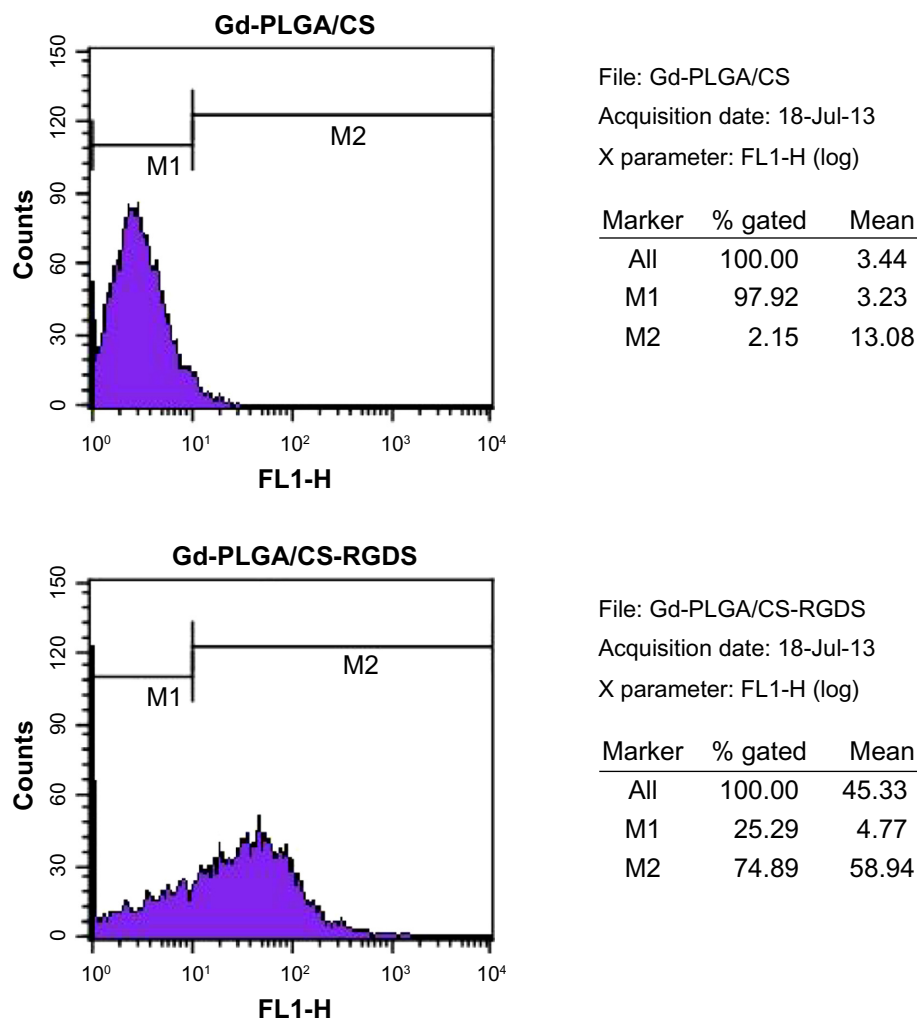 Gd-PLGA/CS
150
120
90
60
30
0
Counts
M1
M2
10⁰ 10¹ 10² 10³ 10⁴
FL1-H
File: Gd-PLGA/CS
Acquisition date: 18-Jul-13
X parameter: FL1-H (log)
Marker % gated Mean
All 100.00 3.44
M1 97.92 3.23
M2 2.15 13.08
Gd-PLGA/CS-RGDS
150
120
90
60
30
0
Counts
M1
M2
10⁰ 10¹ 10² 10³ 10⁴
FL1-H
File: Gd-PLGA/CS-RGDS
Acquisition date: 18-Jul-13
X parameter: FL1-H (log)
Marker % gated Mean
All 100.00 45.33
M1 25.29 4.77
M2 74.89 58.94